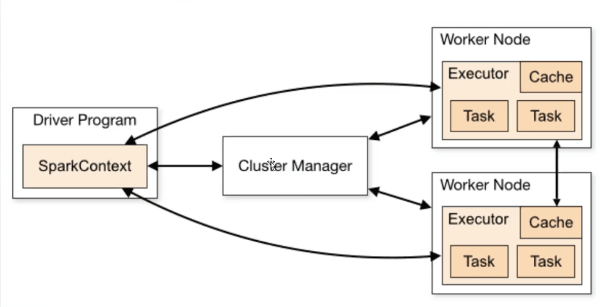 Worker Node
Executor
Cache
Task
Task
Driver Program
SparkContext
Cluster Manager
Worker Node
Executor
Cache
Task
Task